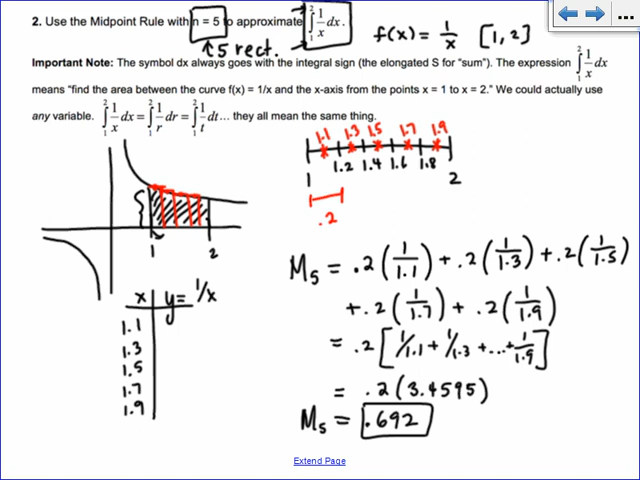 2. Use the Midpoint Rule with n = 5 to approximate ∫₁² 1/x dx.
f(x) = 1/x [1, 2]
↑5 rect.
Important Note: The symbol dx always goes with the integral sign (the elongated S for "sum"). The expression ∫₁² 1/x dx
means "find the area between the curve f(x) = 1/x and the x-axis from the points x = 1 to x = 2." We could actually use
any variable. ∫₁² 1/x dx = ∫₁² 1/r dr = ∫₁² 1/t dt... they all mean the same thing.
1.1 1.3 1.5 1.7 1.9
1.2 1.4 1.6 1.8
1 2
.2
1 2
M₅ = .2(1/1.1) + .2(1/1.3) + .2(1/1.5)
+ .2(1/1.7) + .2(1/1.9)
= .2[1/1.1 + 1/1.3 + ... + 1/1.9]
= .2(3.4595)
M₅ = .692
x y = 1/x
1.1
1.3
1.5
1.7
1.9
Extend Page